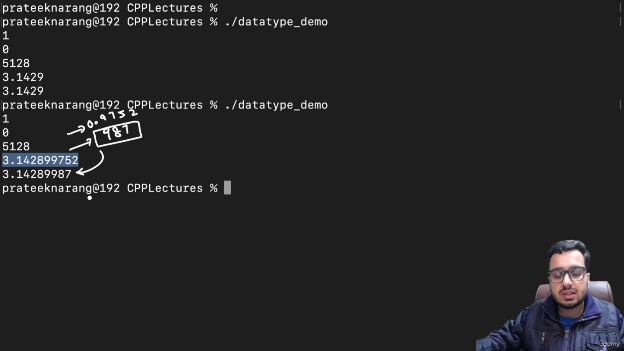 prateeknarang@192 CPPLectures %
prateeknarang@192 CPPLectures % ./datatype_demo
1
0
5128
3.1429
3.1429
prateeknarang@192 CPPLectures % ./datatype_demo
1
0.9752
0
987
5128
3.142899752
3.14289987
prateeknarang@192 CPPLectures %
Udemy